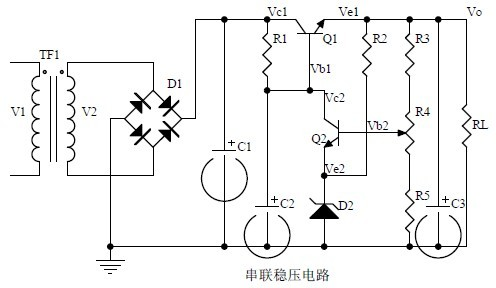 Vc1 Ve1 Vo
TF1 R1 Q1 R2 R3
V1 V2 D1 Vb1
Vc2 R4
Q2 Vb2 RL
C1 Ve2
C2 D2 R5 C3
串联稳压电路